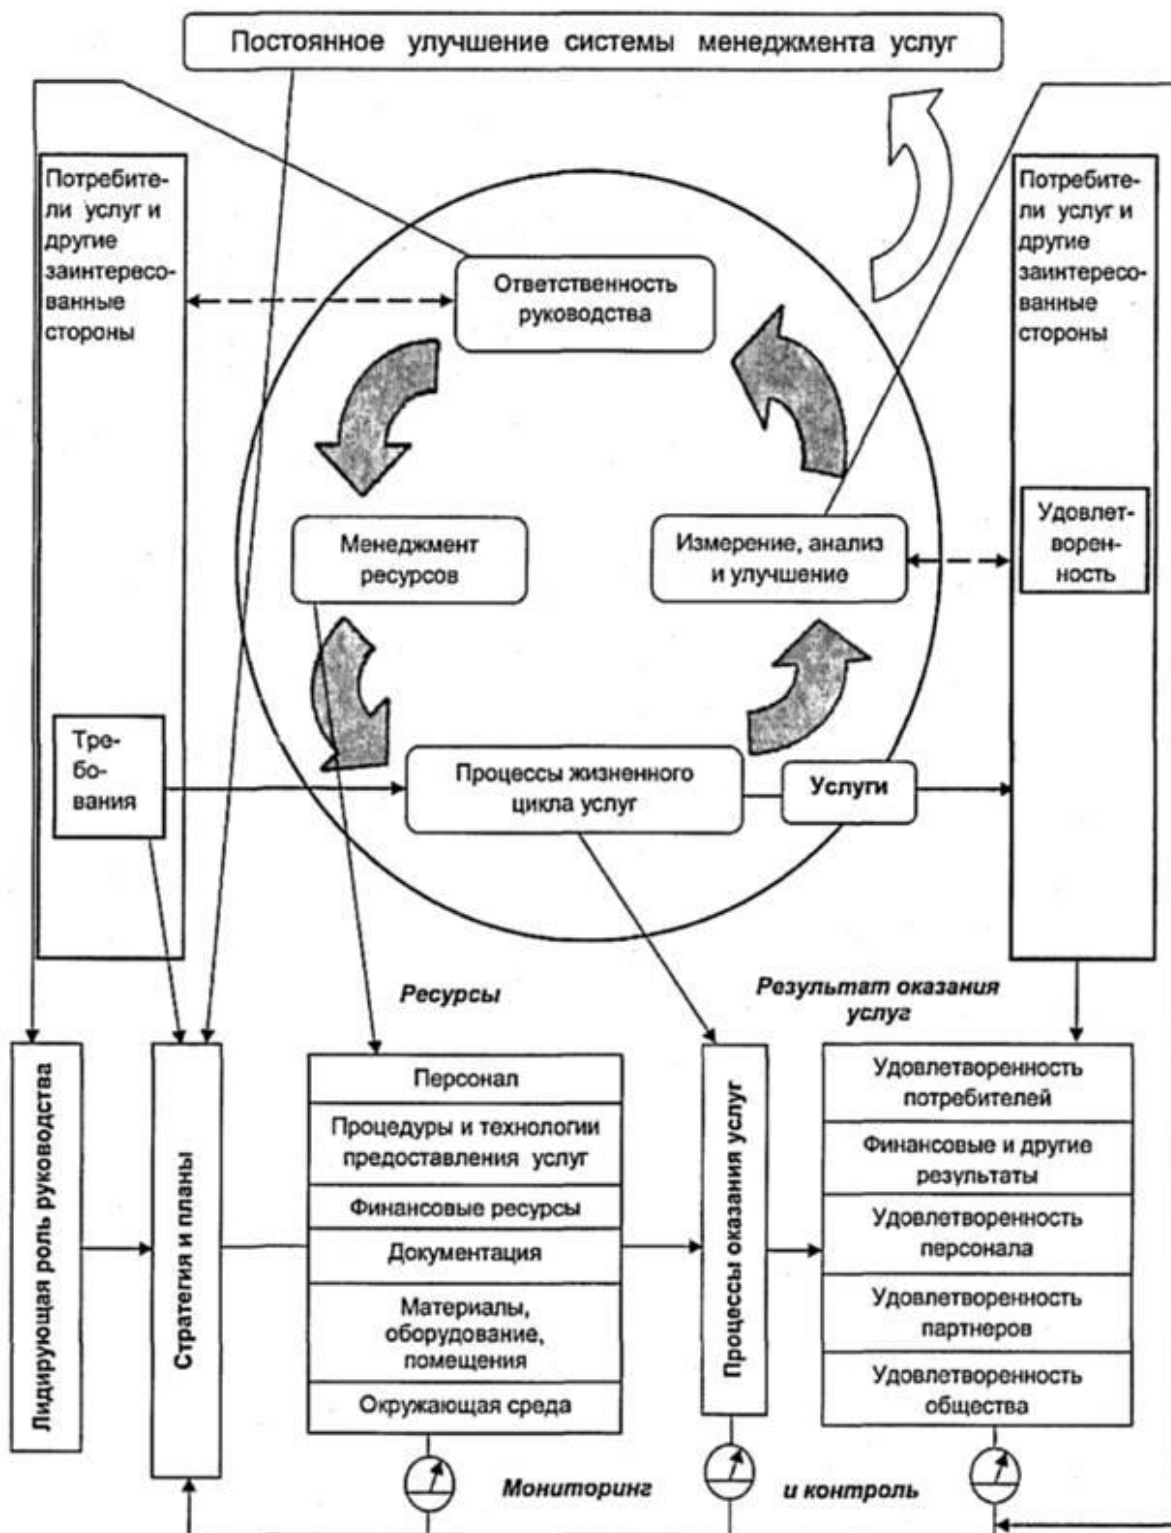 Постоянное улучшение системы менеджмента услуг
Потребите-
ли услуг и
другие
заинтересо-
ванные
стороны
Ответственность
руководства
Потребите-
ли услуг и
другие
заинтересо-
ванные
стороны
Менеджмент
ресурсов
Измерение, анализ
и улучшение
Удовлет-
ворен-
ность
Тре-
бо-
вания
Процессы жизненного
цикла услуг
Услуги
Ресурсы
Результат оказания
услуг
Лидирующая роль руководства
Стратегия и планы
Персонал
Процедуры и технологии
предоставления услуг
Финансовые ресурсы
Документация
Материалы,
оборудование,
помещения
Окружающая среда
Процессы оказания услуг
Удовлетворенность
потребителей
Финансовые и другие
результаты
Удовлетворенность
персонала
Удовлетворенность
партнеров
Удовлетворенность
общества
Мониторинг
и контроль